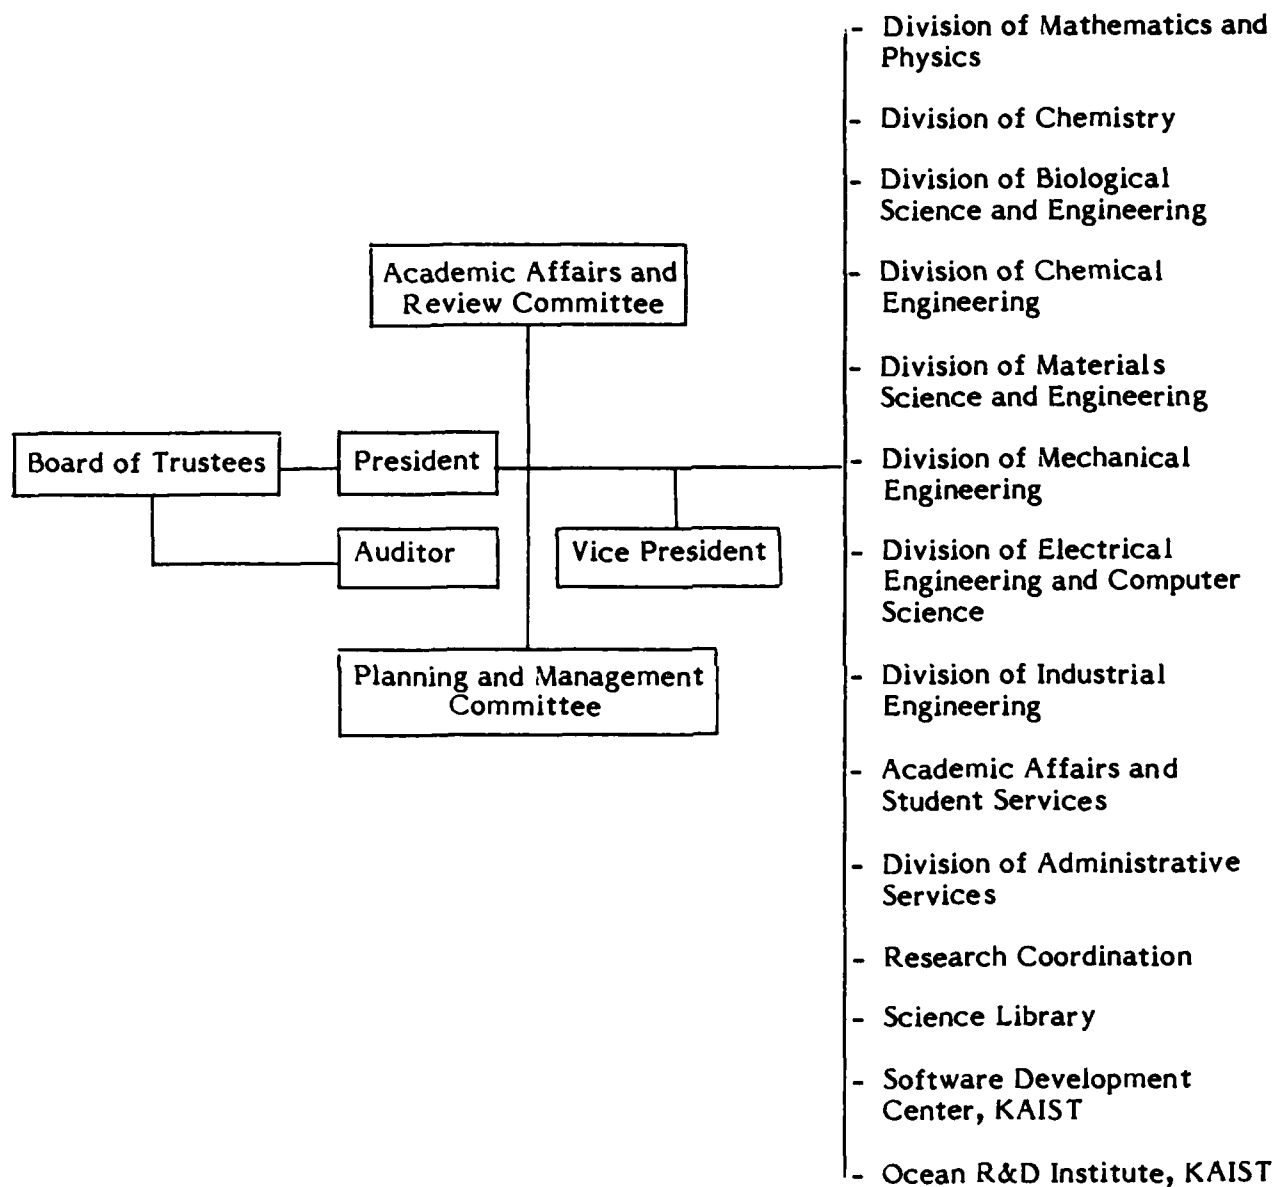 Academic Affairs and
Review Committee
Board of Trustees
President
Auditor
Vice President
Planning and Management
Committee
- Division of Mathematics and
Physics
- Division of Chemistry
- Division of Biological
Science and Engineering
- Division of Chemical
Engineering
- Division of Materials
Science and Engineering
- Division of Mechanical
Engineering
- Division of Electrical
Engineering and Computer
Science
- Division of Industrial
Engineering
- Academic Affairs and
Student Services
- Division of Administrative
Services
- Research Coordination
- Science Library
- Software Development
Center, KAIST
- Ocean R&D Institute, KAIST